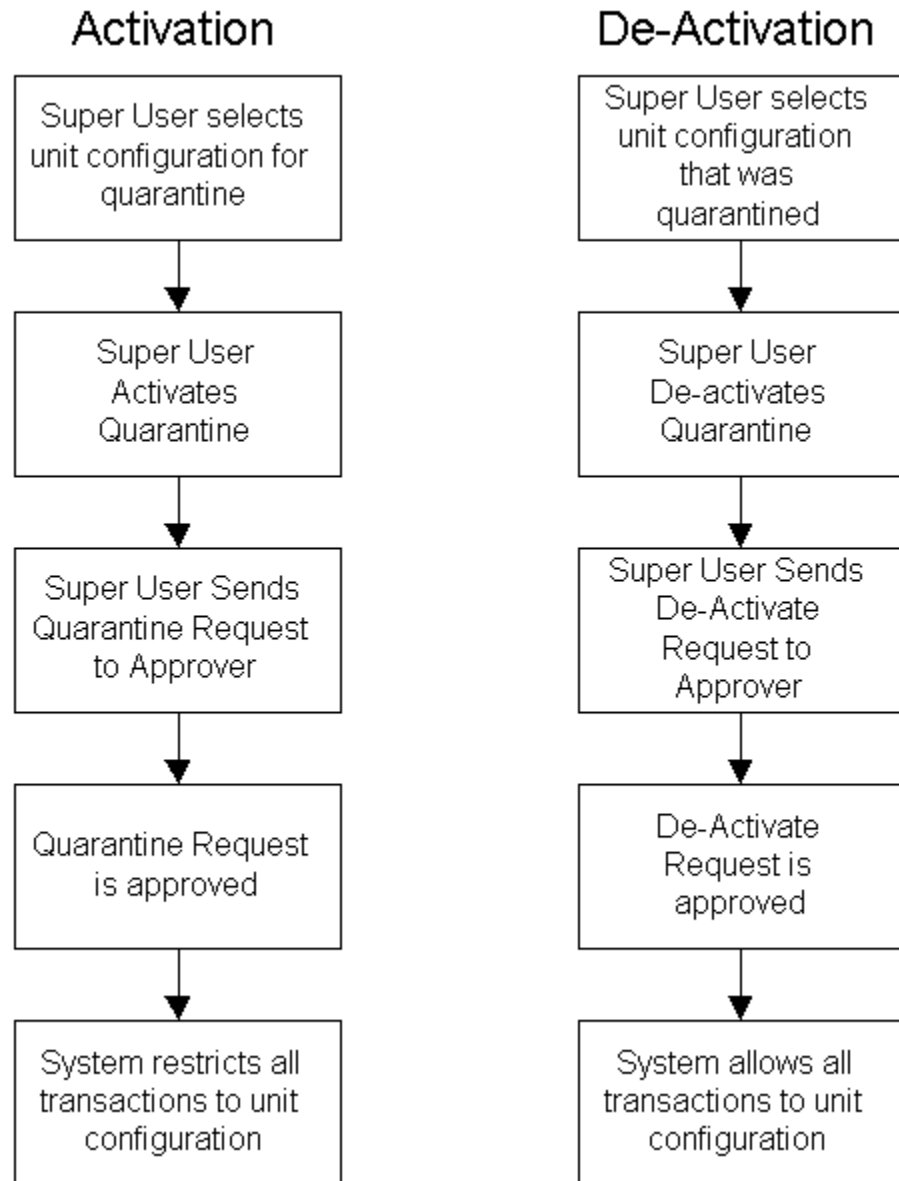 Activation
Super User selects
unit configuration for
quarantine
Super User
Activates
Quarantine
Super User Sends
Quarantine Request
to Approver
Quarantine Request
is approved
System restricts all
transactions to unit
configuration
De-Activation
Super User selects
unit configuration
that was
quarantined
Super User
De-activates
Quarantine
Super User Sends
De-Activate
Request to
Approver
De-Activate
Request is
approved
System allows all
transactions to unit
configuration